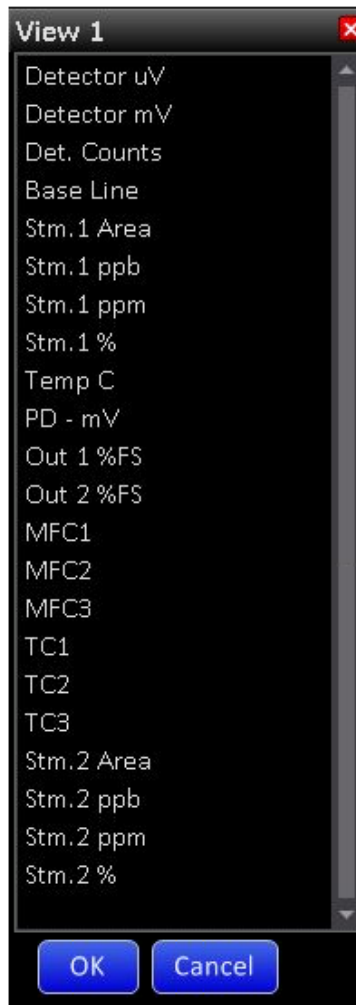 View 1
Detector uV
Detector mV
Det. Counts
Base Line
Stm.1 Area
Stm.1 ppb
Stm.1 ppm
Stm.1 %
Temp C
PD - mV
Out 1 %FS
Out 2 %FS
MFC1
MFC2
MFC3
TC1
TC2
TC3
Stm.2 Area
Stm.2 ppb
Stm.2 ppm
Stm.2 %
OK Cancel